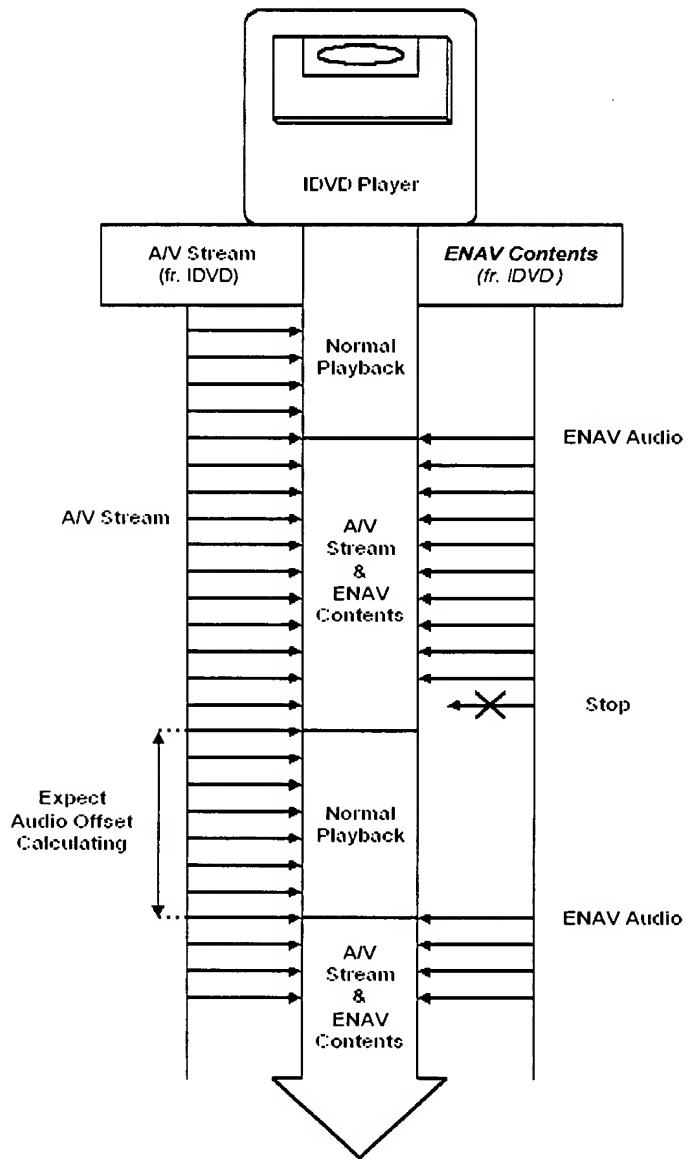 IDVD Player
A/V Stream
(fr. IDVD)
ENAV Contents
(fr. IDVD)
Normal
Playback
ENAV Audio
A/V Stream
A/V
Stream
&
ENAV
Contents
Stop
Expect
Audio Offset
Calculating
Normal
Playback
ENAV Audio
A/V
Stream
&
ENAV
Contents